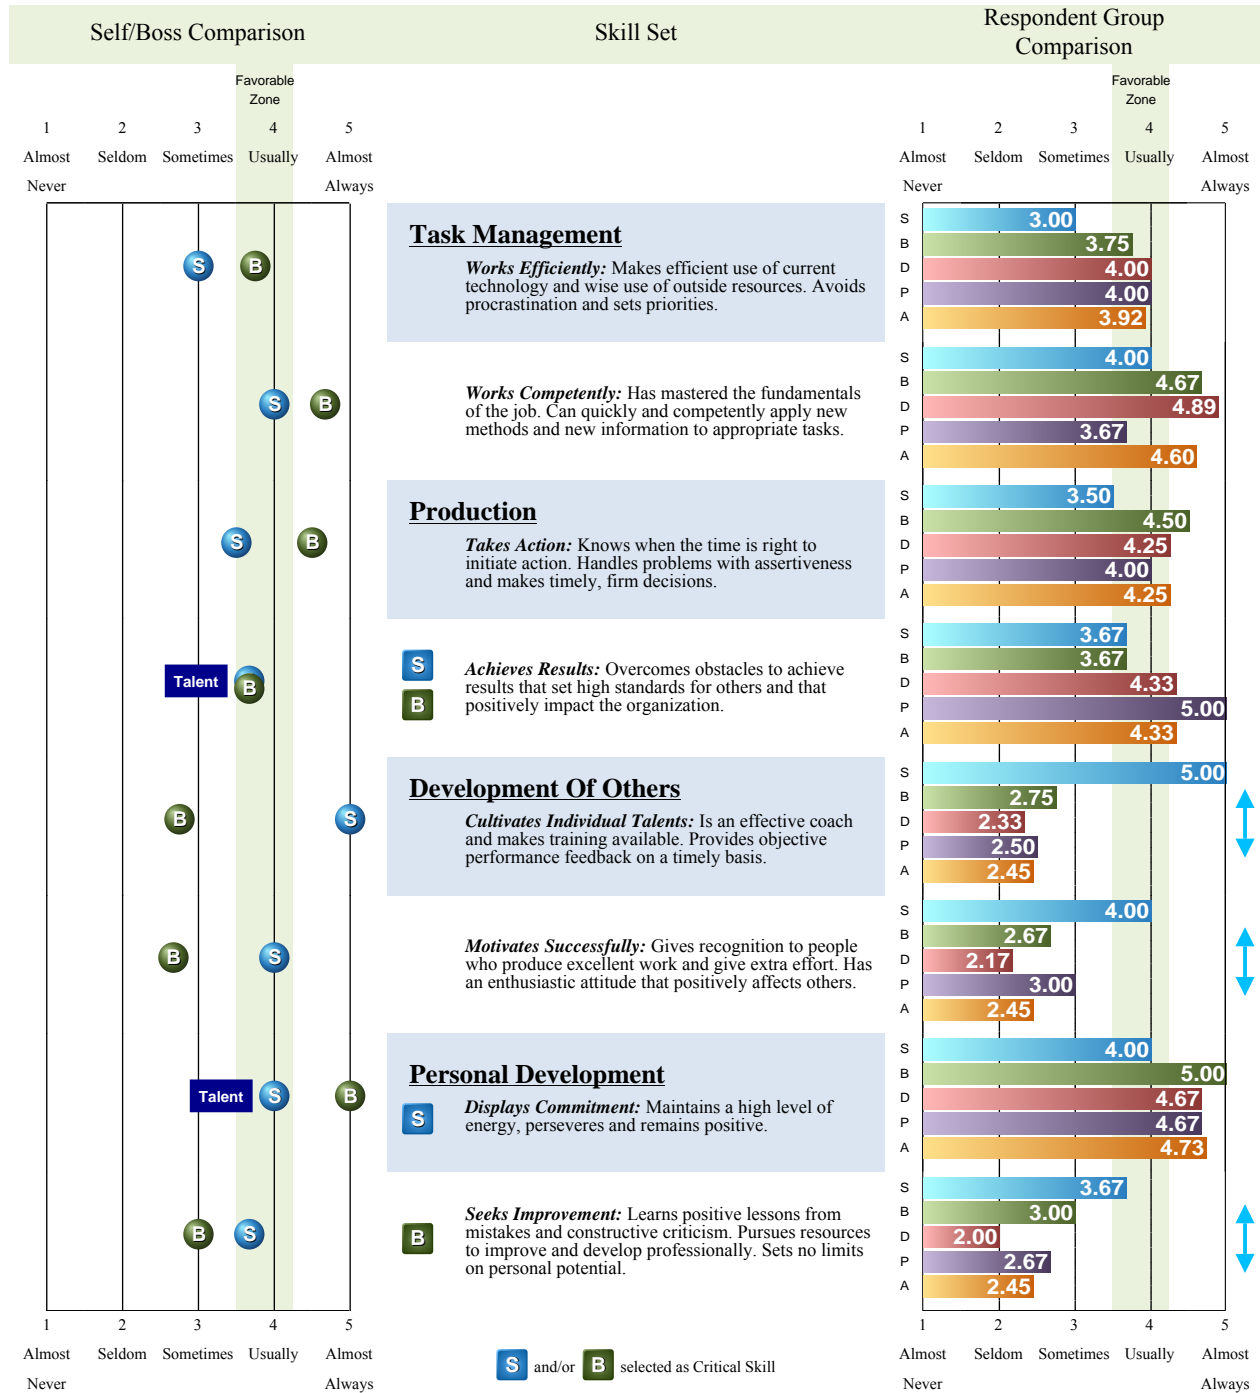 Self/Boss Comparison
Skill Set
Respondent Group
Comparison
Favorable
Zone
1 2 3 4 5
Almost Seldom Sometimes Usually Almost
Never Always
Favorable
Zone
1 2 3 4 5
Almost Seldom Sometimes Usually Almost
Never Always
Task Management
S B
Works Efficiently: Makes efficient use of current
technology and wise use of outside resources. Avoids
procrastination and sets priorities.
S 3.00
B 3.75
D 4.00
P 4.00
A 3.92
S B
Works Competently: Has mastered the fundamentals
of the job. Can quickly and competently apply new
methods and new information to appropriate tasks.
S 4.00
B 4.67
D 4.89
P 3.67
A 4.60
Production
S B
Takes Action: Knows when the time is right to
initiate action. Handles problems with assertiveness
and makes timely, firm decisions.
S 3.50
B 4.50
D 4.25
P 4.00
A 4.25
Talent B
S
B
Achieves Results: Overcomes obstacles to achieve
results that set high standards for others and that
positively impact the organization.
S 3.67
B 3.67
D 4.33
P 5.00
A 4.33
Development Of Others
B S
Cultivates Individual Talents: Is an effective coach
and makes training available. Provides objective
performance feedback on a timely basis.
S 5.00
B 2.75
D 2.33
P 2.50
A 2.45
B S
Motivates Successfully: Gives recognition to people
who produce excellent work and give extra effort. Has
an enthusiastic attitude that positively affects others.
S 4.00
B 2.67
D 2.17
P 3.00
A 2.45
Personal Development
Talent S B
S
Displays Commitment: Maintains a high level of
energy, perseveres and remains positive.
S 4.00
B 5.00
D 4.67
P 4.67
A 4.73
B S
B
Seeks Improvement: Learns positive lessons from
mistakes and constructive criticism. Pursues resources
to improve and develop professionally. Sets no limits
on personal potential.
S 3.67
B 3.00
D 2.00
P 2.67
A 2.45
1 2 3 4 5
Almost Seldom Sometimes Usually Almost
Never Always
S and/or B selected as Critical Skill
1 2 3 4 5
Almost Seldom Sometimes Usually Almost
Never Always